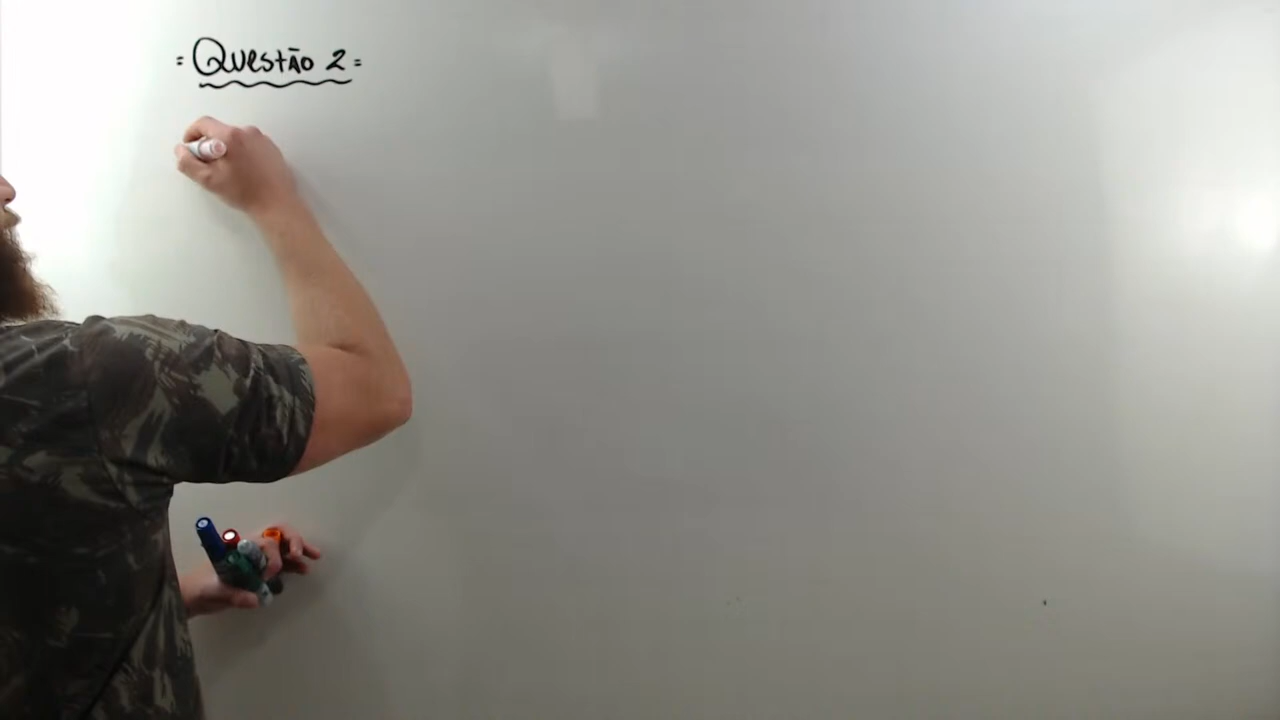 = Questão 2 =